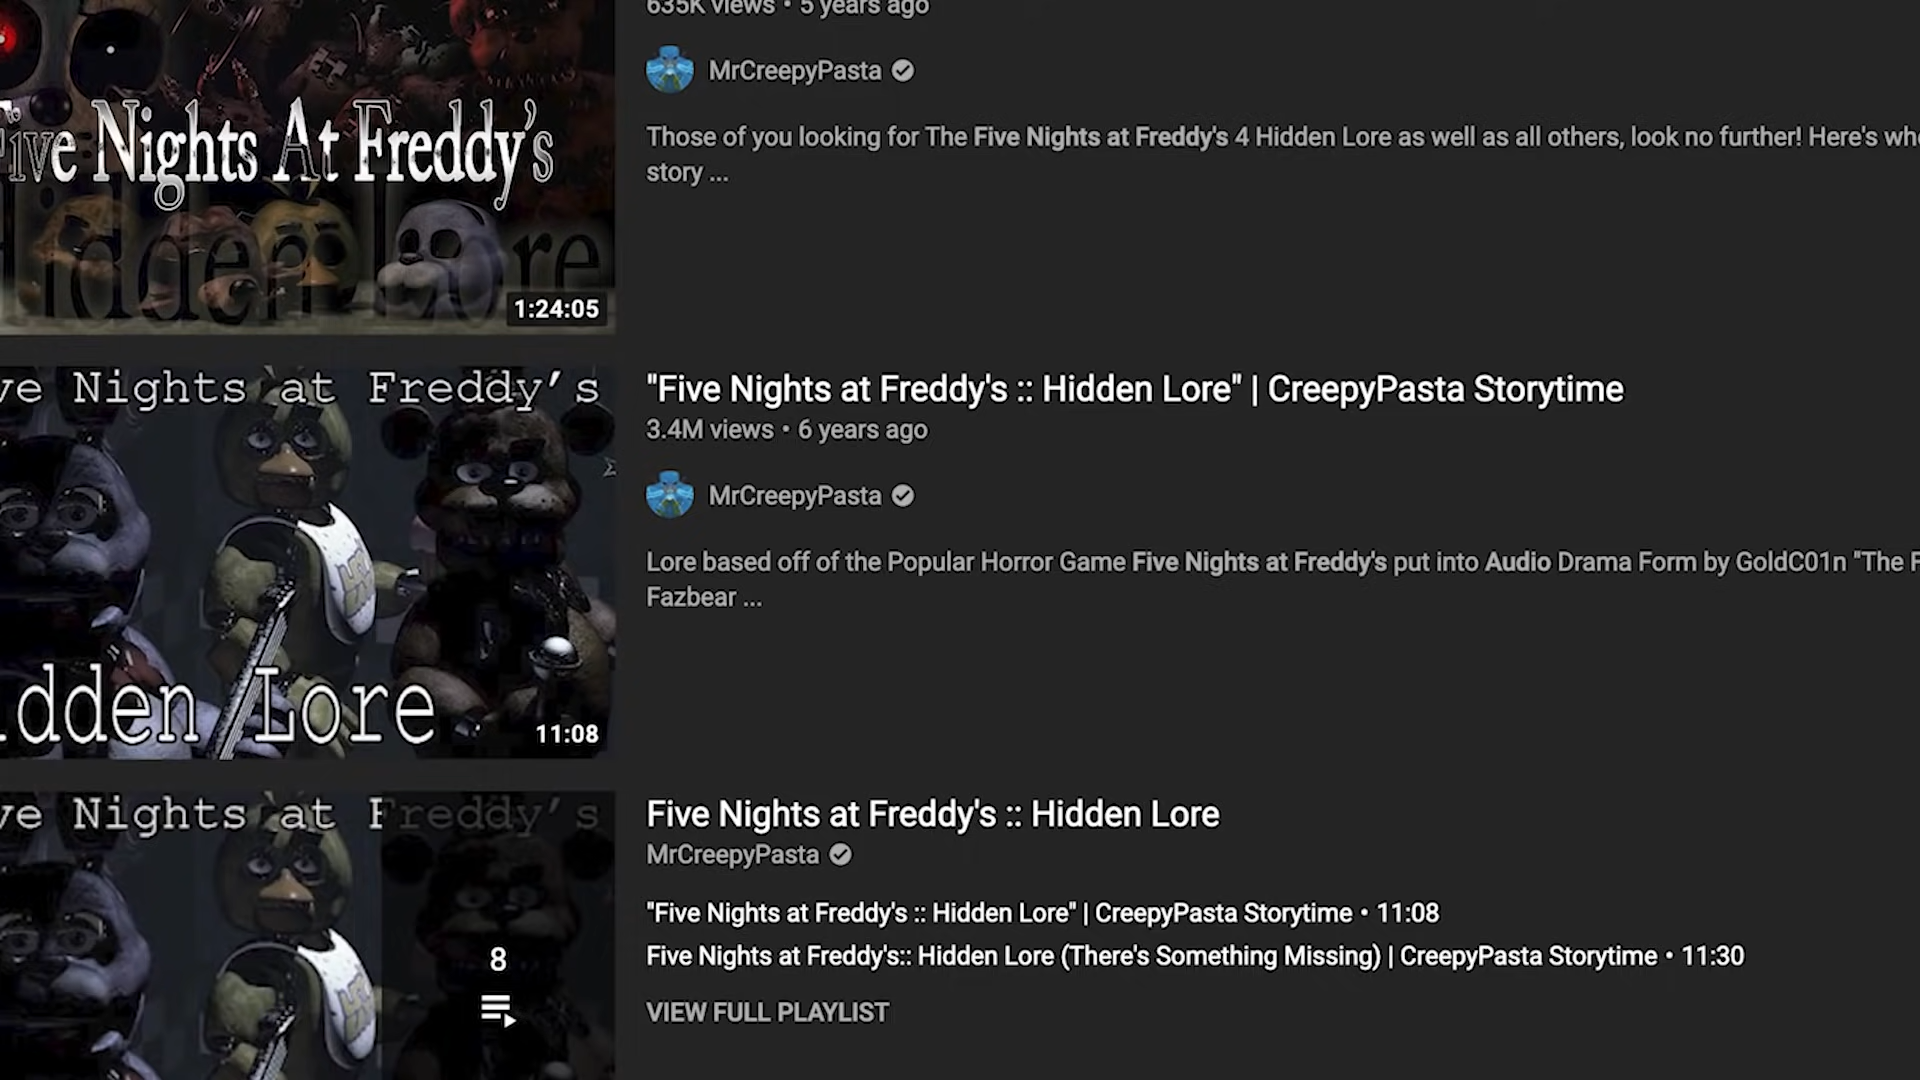 635K views • 5 years ago
MrCreepyPasta
Five Nights At Freddy's
Hidden Lore
1:24:05
Those of you looking for The Five Nights at Freddy's 4 Hidden Lore as well as all others, look no further! Here's
story ...
ve Nights at Freddy's
dden Lore
11:08
"Five Nights at Freddy's :: Hidden Lore" | CreepyPasta Storytime
3.4M views • 6 years ago
MrCreepyPasta
Lore based off of the Popular Horror Game Five Nights at Freddy's put into Audio Drama Form by GoldC01n "The F
Fazbear ...
ve Nights at Freddy's
8
Five Nights at Freddy's :: Hidden Lore
MrCreepyPasta
"Five Nights at Freddy's :: Hidden Lore" | CreepyPasta Storytime • 11:08
Five Nights at Freddy's:: Hidden Lore (There's Something Missing) | CreepyPasta Storytime • 11:30
VIEW FULL PLAYLIST